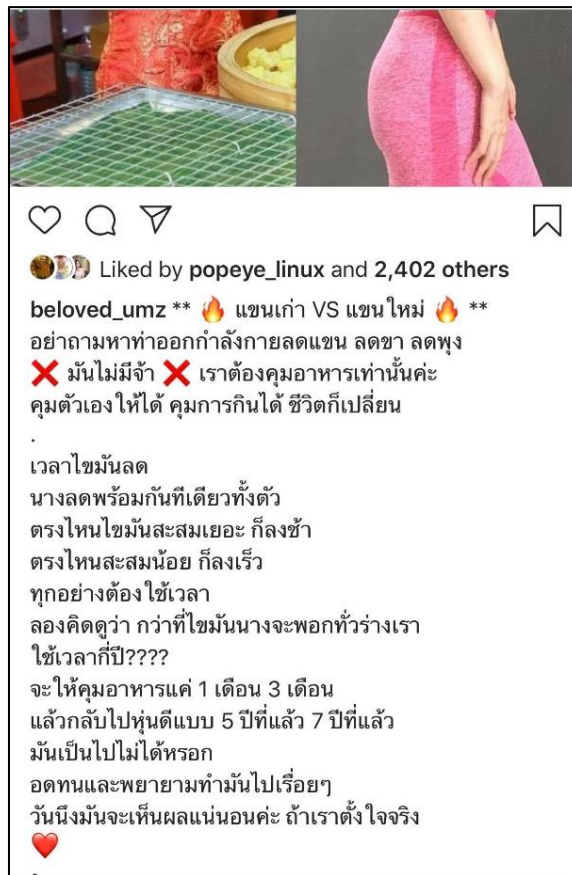 Liked by popeye_linux and 2,402 others
beloved_umz ** 🔥 แขนเก่า VS แขนใหม่ 🔥 **
อย่าถามหาท่าออกกำลังกายลดแขน ลดขา ลดพุง
❌ มันไม่มีจ้า ❌ เราต้องคุมอาหารเท่านั้นค่ะ
คุมตัวเองให้ได้ คุมการกินได้ ชีวิตก็เปลี่ยน
.
เวลาไขมันลด
นางลดพร้อมกันทีเดียวทั้งตัว
ตรงไหนไขมันสะสมเยอะ ก็ลงช้า
ตรงไหนสะสมน้อย ก็ลงเร็ว
ทุกอย่างต้องใช้เวลา
ลองคิดดูว่า กว่าที่ไขมันนางจะพอกทั่วร่างเรา
ใช้เวลากี่ปี????
จะให้คุมอาหารแค่ 1 เดือน 3 เดือน
แล้วกลับไปหุ่นดีแบบ 5 ปีที่แล้ว 7 ปีที่แล้ว
มันเป็นไปไม่ได้หรอก
อดทนและพยายามทำมันไปเรื่อยๆ
วันนึงมันจะเห็นผลแน่นอนค่ะ ถ้าเราตั้งใจจริง
❤️